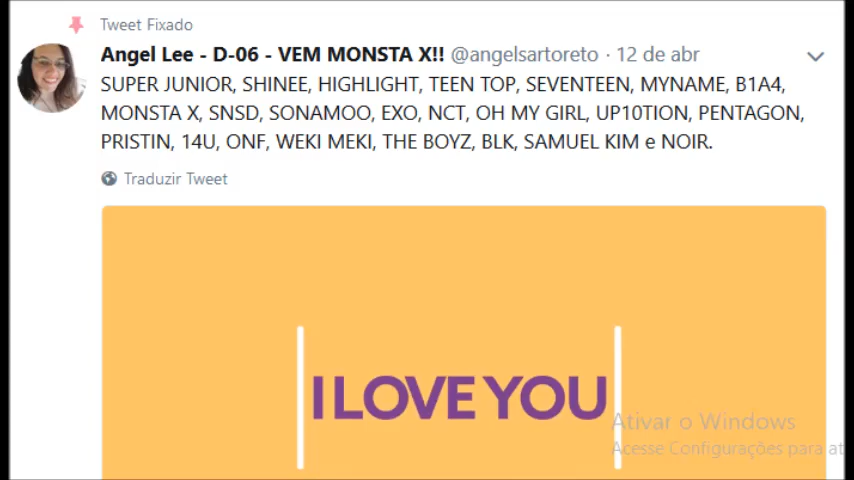 Tweet Fixado
Angel Lee - D-06 - VEM MONSTA X!! @angelsartoreto · 12 de abr
SUPER JUNIOR, SHINEE, HIGHLIGHT, TEEN TOP, SEVENTEEN, MYNAME, B1A4,
MONSTA X, SNSD, SONAMOO, EXO, NCT, OH MY GIRL, UP10TION, PENTAGON,
PRISTIN, 14U, ONF, WEKI MEKI, THE BOYZ, BLK, SAMUEL KIM e NOIR.
Traduzir Tweet
I LOVE YOU
Ativar o Windows
Acesse Configurações para at